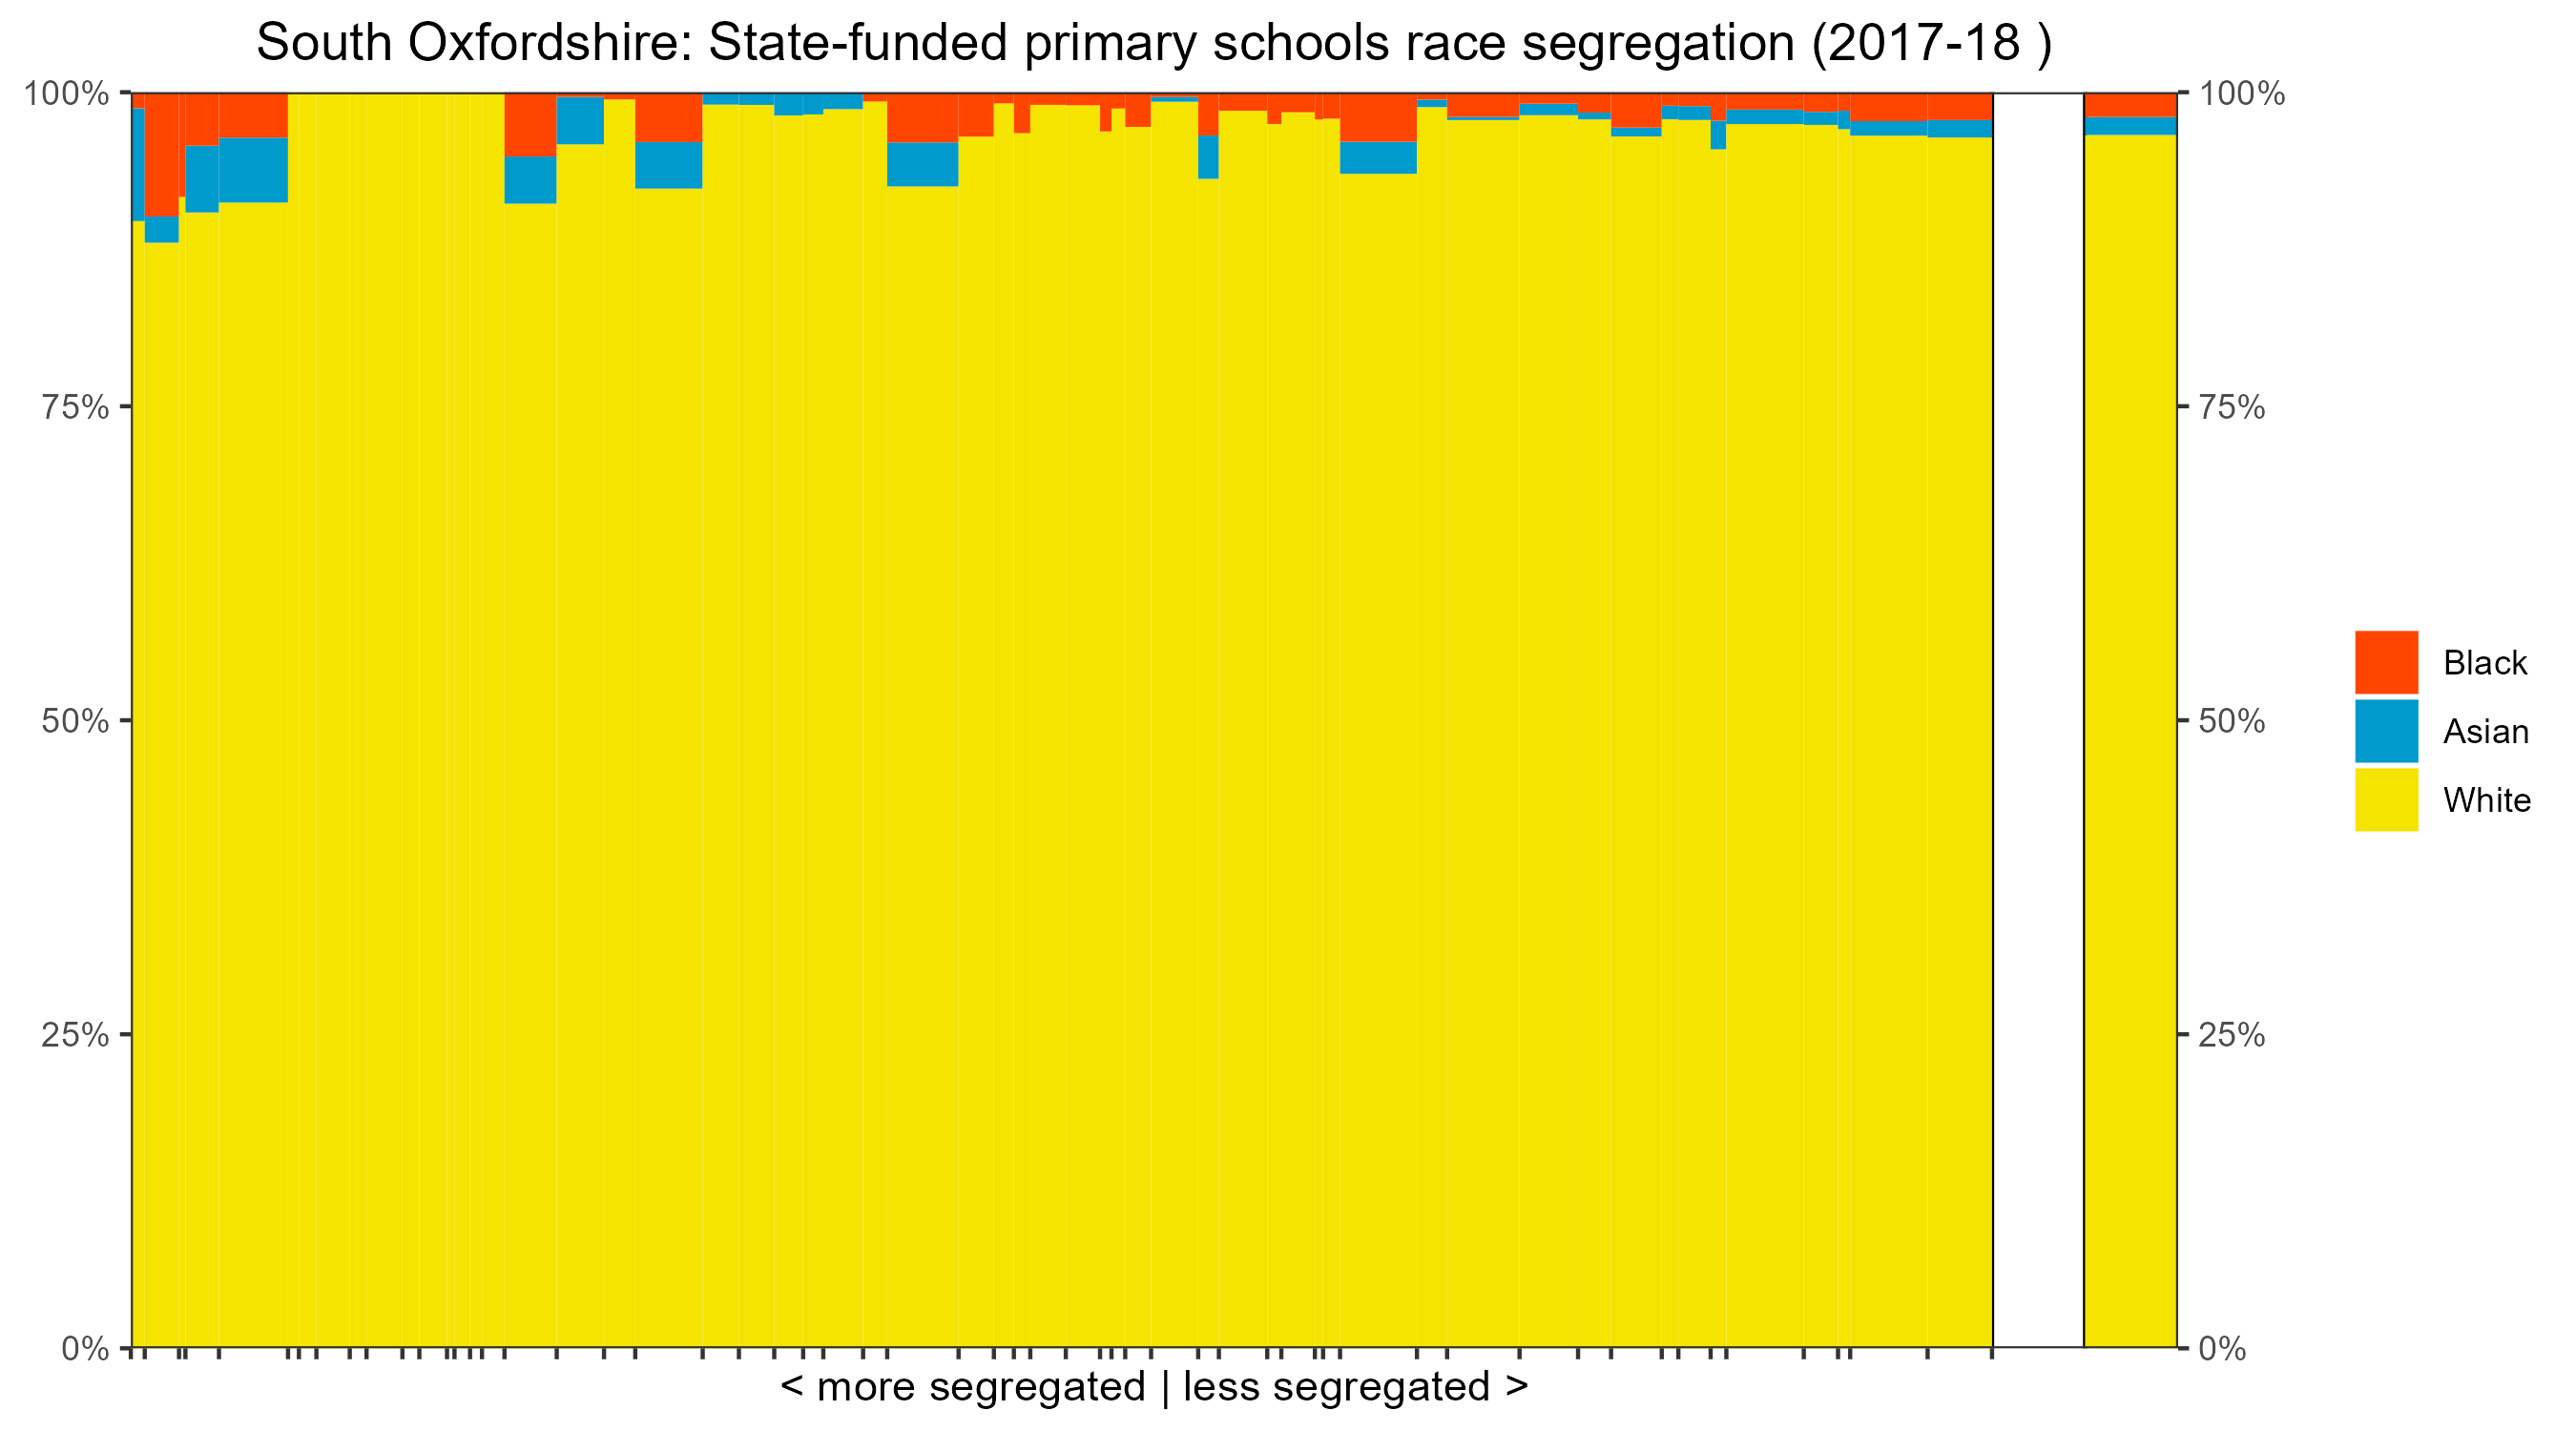 South Oxfordshire: State-funded primary schools race segregation (2017-18 )
100%
75%
50%
25%
0%
100%
75%
50%
25%
0%
Black
Asian
White
< more segregated | less segregated >